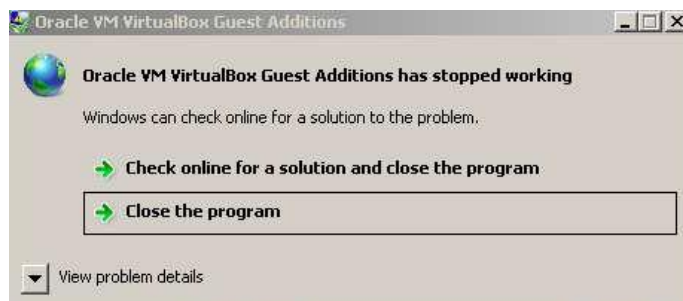 Oracle VM VirtualBox Guest Additions
Oracle VM VirtualBox Guest Additions has stopped working
Windows can check online for a solution to the problem.
Check online for a solution and close the program
Close the program
View problem details